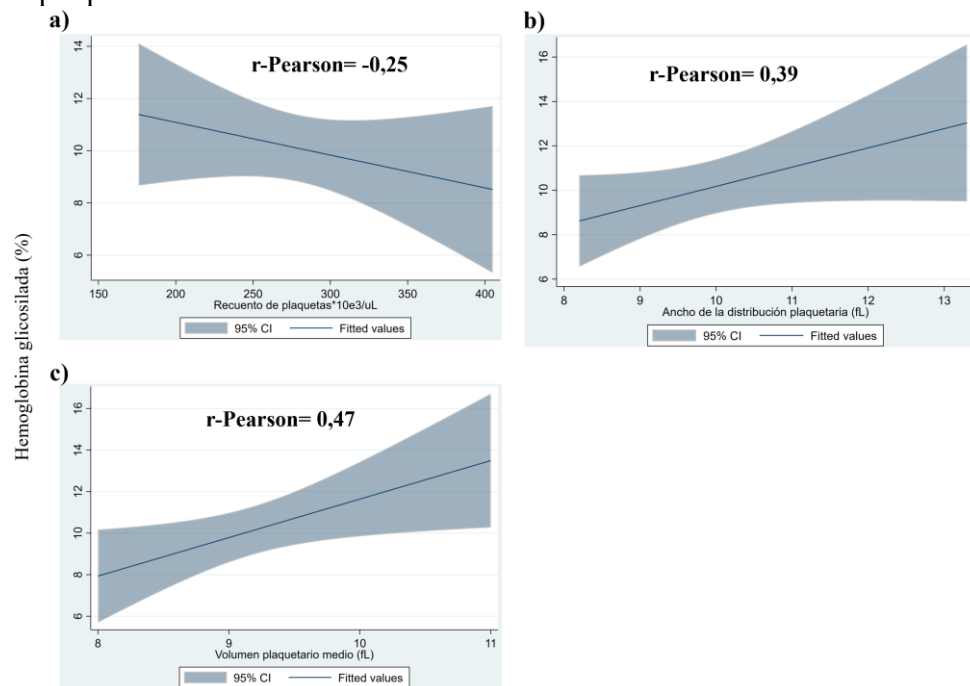 a)
r-Pearson= -0,25
14
12
10
8
6
150 200 250 300 350 400
Recuento de plaquetas*10e3/uL
95% CI Fitted values
b)
r-Pearson= 0,39
16
14
12
10
8
6
8 9 10 11 12 13
Ancho de la distribución plaquetaria (fL)
95% CI Fitted values
Hemoglobina glicosilada (%)
c)
r-Pearson= 0,47
16
14
12
10
8
6
8 9 10 11
Volumen plaquetario medio (fL)
95% CI Fitted values